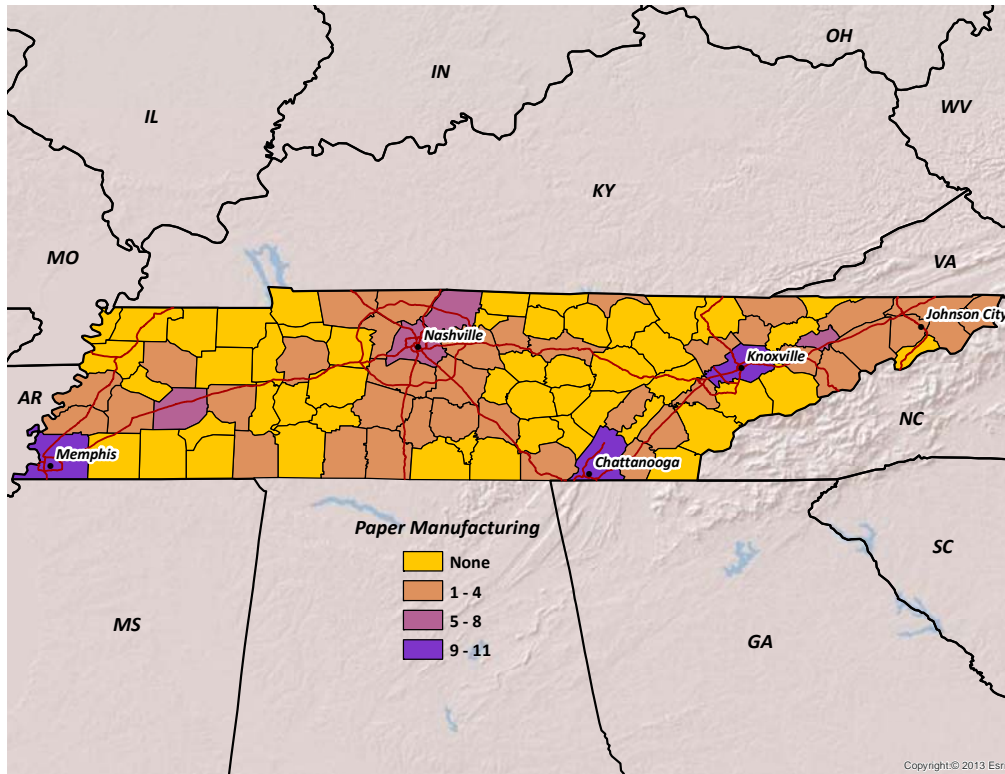 OH
IN
WV
IL
KY
MO
VA
Johnson City
Nashville
Knoxville
AR
NC
Memphis
Chattanooga
Paper Manufacturing
None
1 - 4
5 - 8
9 - 11
SC
MS
GA
Copyright:© 2013 Esri